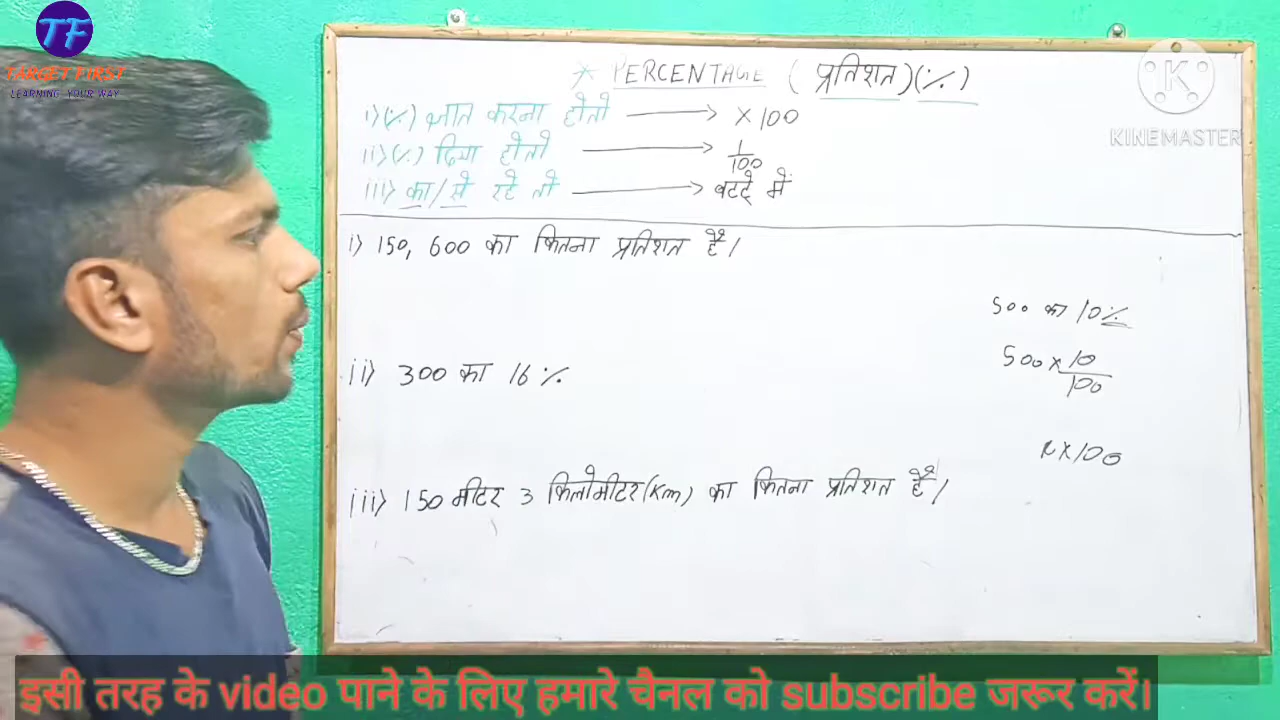 TF
TARGET FIRST
LEARNING YOUR WAY
* PERCENTAGE ( प्रतिशत ) (%)
i) (%) ज्ञात करना होतो → ×100
ii) (%) दिया होतो → 1/100
iii) का/से रहे तो → बटटे में
KINEMASTER
i) 150, 600 का कितना प्रतिशत है।
500 का 10%
500 × 10/100
ii) 300 का 16%
×100
iii) 150 मीटर 3 किलोमीटर (Km) का कितना प्रतिशत है।
इसी तरह के video पाने के लिए हमारे चैनल को subscribe जरूर करें।